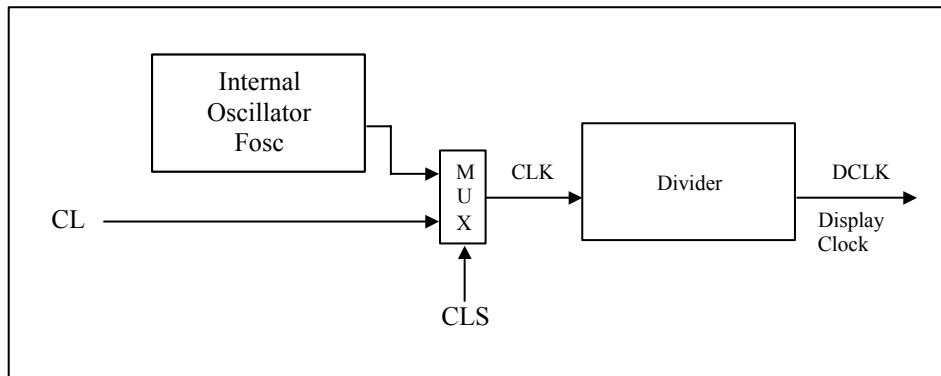 Internal
Oscillator
Fosc
M
U
X
CLK
Divider
DCLK
CL
Display
Clock
CLS